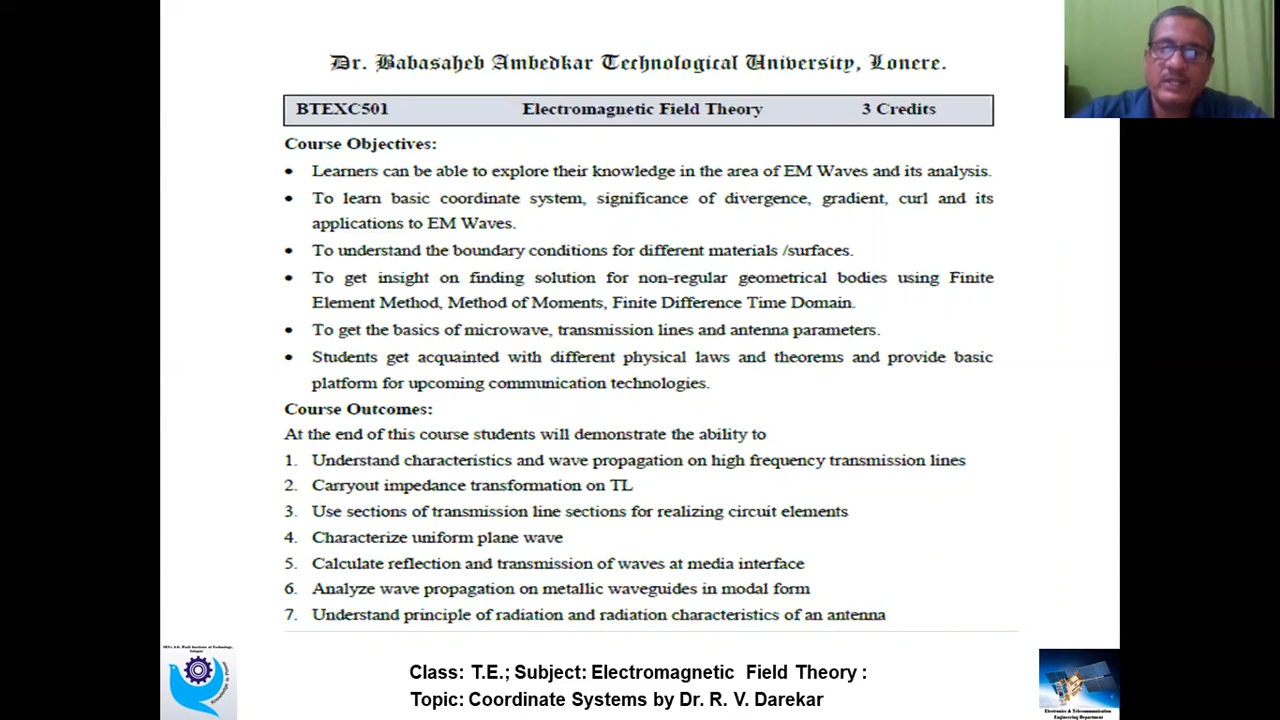 Dr. Babasaheb Ambedkar Technological University, Lonere.
BTEXC501 Electromagnetic Field Theory 3 Credits
Course Objectives:
• Learners can be able to explore their knowledge in the area of EM Waves and its analysis.
• To learn basic coordinate system, significance of divergence, gradient, curl and its
applications to EM Waves.
• To understand the boundary conditions for different materials /surfaces.
• To get insight on finding solution for non-regular geometrical bodies using Finite
Element Method, Method of Moments, Finite Difference Time Domain.
• To get the basics of microwave, transmission lines and antenna parameters.
• Students get acquainted with different physical laws and theorems and provide basic
platform for upcoming communication technologies.
Course Outcomes:
At the end of this course students will demonstrate the ability to
1. Understand characteristics and wave propagation on high frequency transmission lines
2. Carryout impedance transformation on TL
3. Use sections of transmission line sections for realizing circuit elements
4. Characterize uniform plane wave
5. Calculate reflection and transmission of waves at media interface
6. Analyze wave propagation on metallic waveguides in modal form
7. Understand principle of radiation and radiation characteristics of an antenna
Class: T.E.; Subject: Electromagnetic Field Theory :
Topic: Coordinate Systems by Dr. R. V. Darekar
Knowledge is Power
Electronics & Telecommunication
Engineering Department